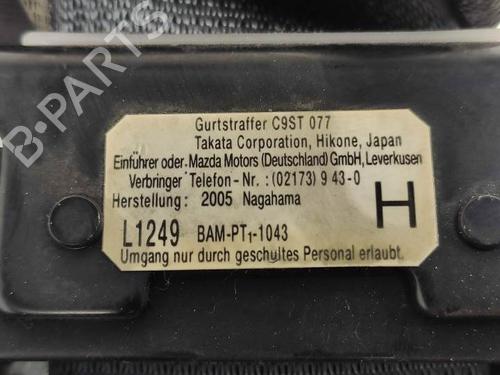 Gurtstraffer C9ST 077
Takata Corporation, Hikone, Japan
Einführer oder Mazda Motors (Deutschland) GmbH, Leverkusen
Verbringer Telefon - Nr. : (02173) 9 43-0
Herstellung : 2005 Nagahama
H
L1249 BAM-PT1-1043
Umgang nur durch geschultes Personal erlaubt.
B-PARTS